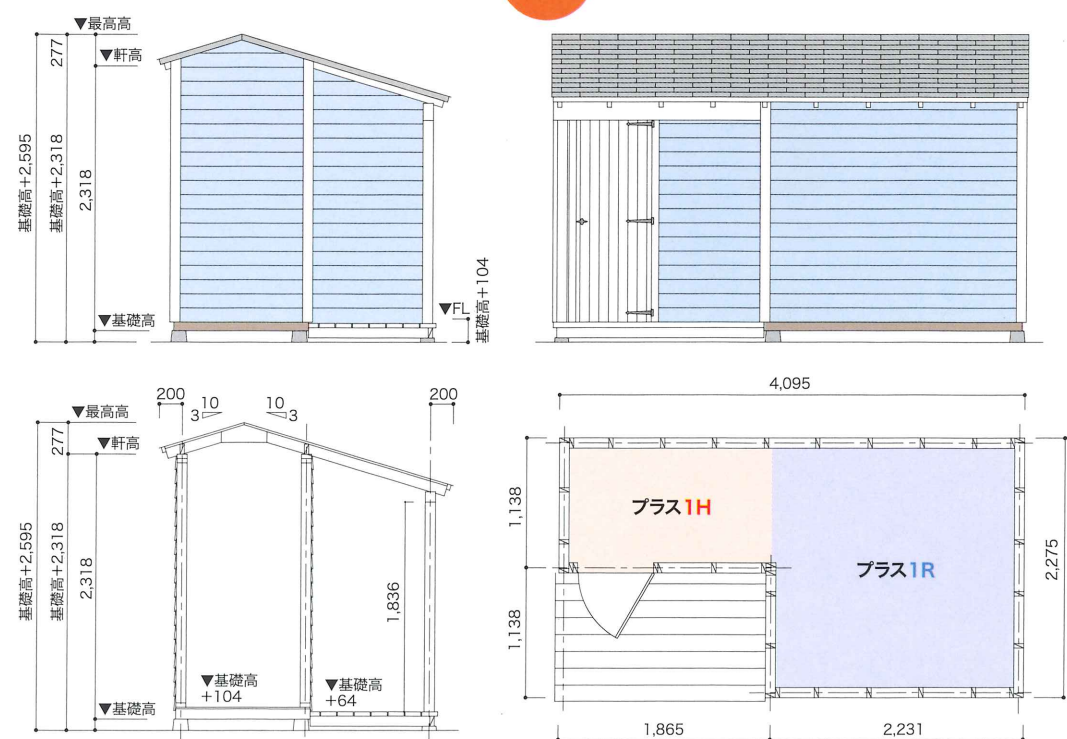 ▼最高高
277
▼軒高
基礎高+2,595
基礎高+2,318
2,318
▼基礎高
▼FL
基礎高+104
200
10
3
10
3
200
▼最高高
277
▼軒高
基礎高+2,595
基礎高+2,318
2,318
1,836
▼基礎高
+104
▼基礎高
+64
▼基礎高
4,095
1,138
1,138
プラス1H
プラス1R
2,275
1,865
2,231